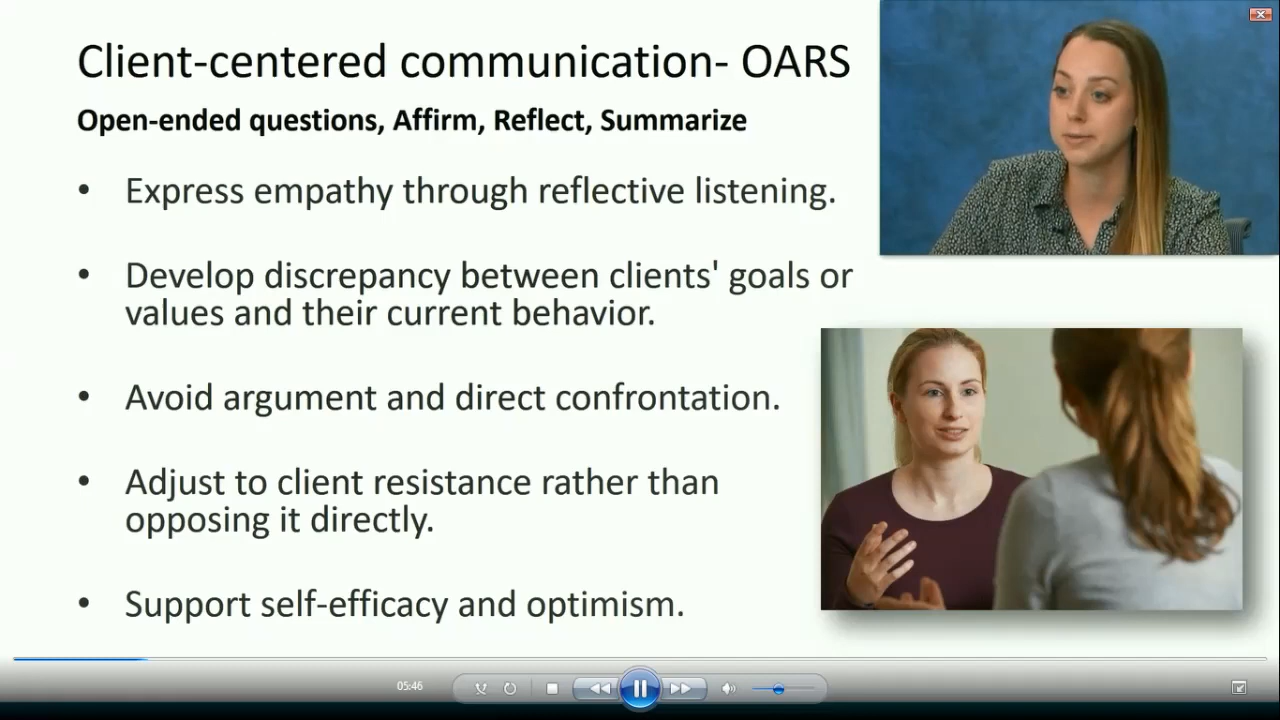 Client-centered communication- OARS
Open-ended questions, Affirm, Reflect, Summarize
• Express empathy through reflective listening.
• Develop discrepancy between clients' goals or
values and their current behavior.
• Avoid argument and direct confrontation.
• Adjust to client resistance rather than
opposing it directly.
• Support self-efficacy and optimism.
05:46